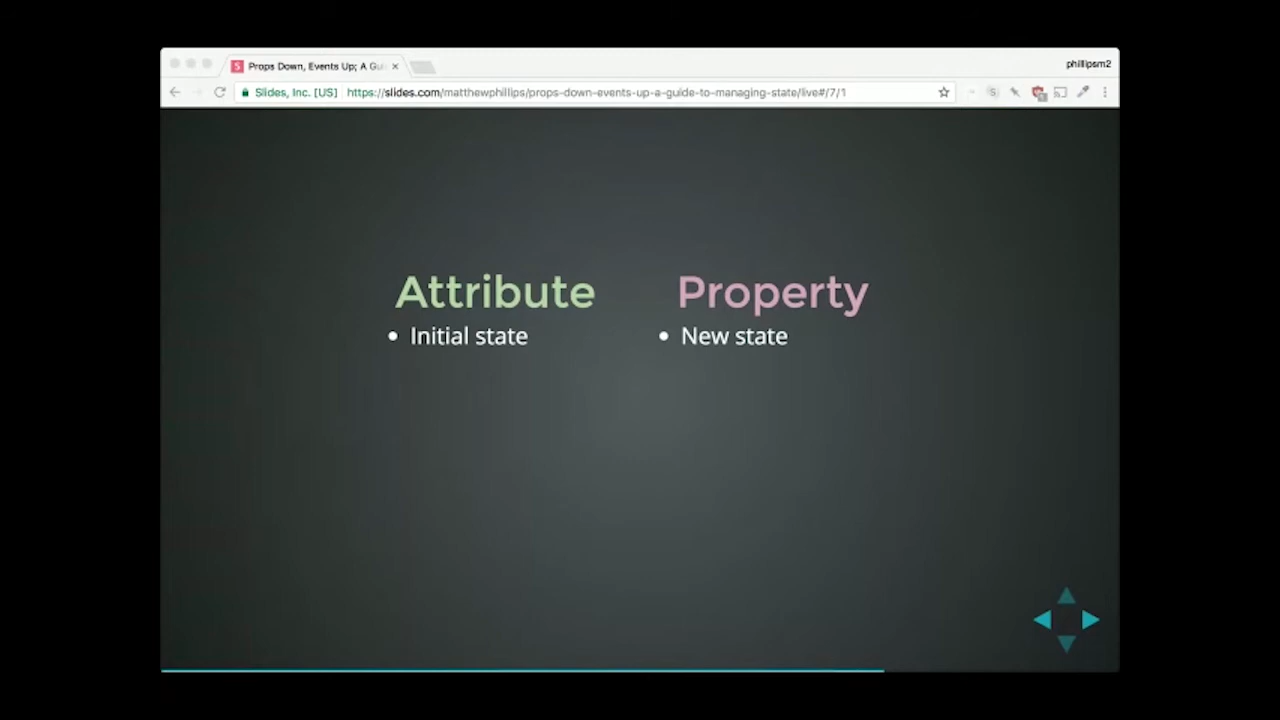 Props Down, Events Up; A Gu
phillipsm2
Slides, Inc. [US] https://slides.com/matthewphillips/props-down-events-up-a-guide-to-managing-state/live#/7/1
Attribute
Property
• Initial state
• New state